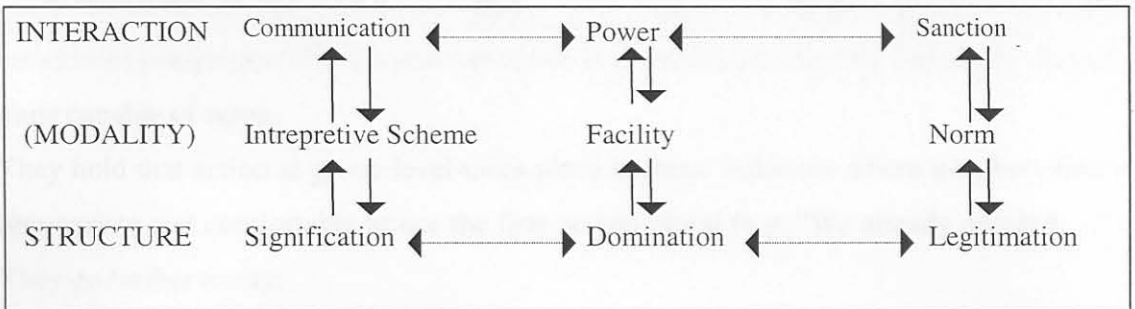 INTERACTION Communication Power Sanction
(MODALITY) Intrepretive Scheme Facility Norm
STRUCTURE Signification Domination Legitimation